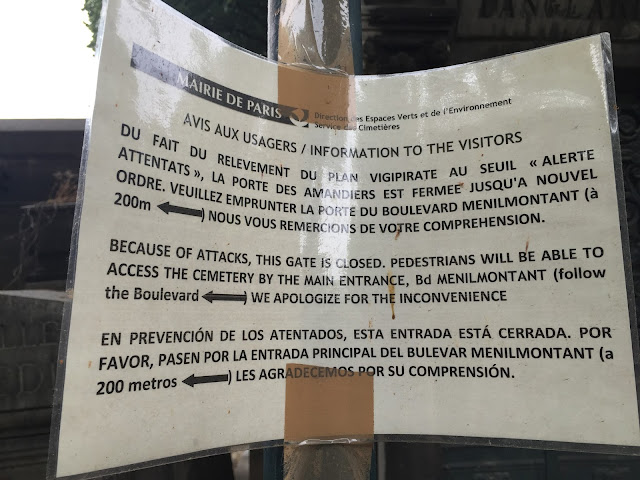 DANGLA
MAIRIE DE PARIS
Direction des Espaces Verts et de l'Environnement
Service des Cimetières
AVIS AUX USAGERS / INFORMATION TO THE VISITORS
DU FAIT DU RELEVEMENT DU PLAN VIGIPIRATE AU SEUIL « ALERTE
ATTENTATS », LA PORTE DES AMANDIERS EST FERMEE JUSQU'A NOUVEL
ORDRE. VEUILLEZ EMPRUNTER LA PORTE DU BOULEVARD MENILMONTANT (à
200m ←) NOUS VOUS REMERCIONS DE VOTRE COMPREHENSION.
BECAUSE OF ATTACKS, THIS GATE IS CLOSED. PEDESTRIANS WILL BE ABLE TO
ACCESS THE CEMETERY BY THE MAIN ENTRANCE, Bd MENILMONTANT (follow
the Boulevard ←) WE APOLOGIZE FOR THE INCONVENIENCE
EN PREVENCIÓN DE LOS ATENTADOS, ESTA ENTRADA ESTÁ CERRADA. POR
FAVOR, PASEN POR LA ENTRADA PRINCIPAL DEL BULEVAR MENILMONTANT (a
200 metros ←) LES AGRADECEMOS POR SU COMPRENSIÓN.